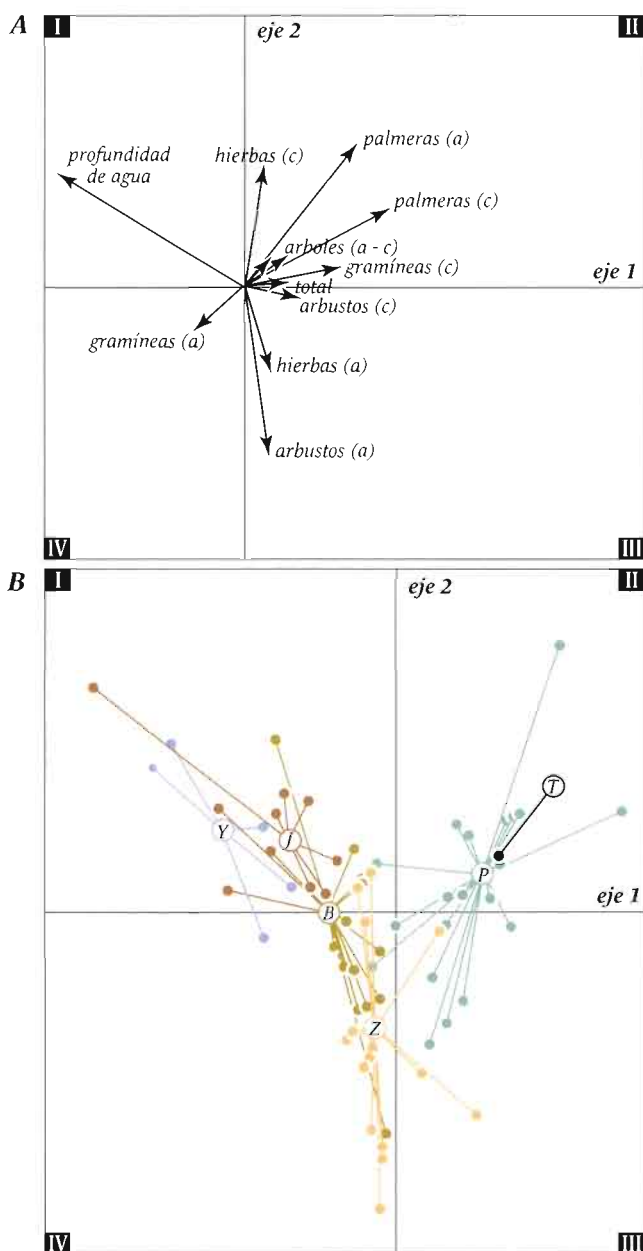 A
I
eje 2
II
profundidad
de agua
hierbas (c)
palmeras (a)
palmeras (c)
arboles (a - c)
gramíneas (c)
eje 1
total
arbustos (c)
gramíneas (a)
hierbas (a)
arbustos (a)
IV
III
B
I
eje 2
II
T
Y
J
P
eje 1
B
Z
IV
III